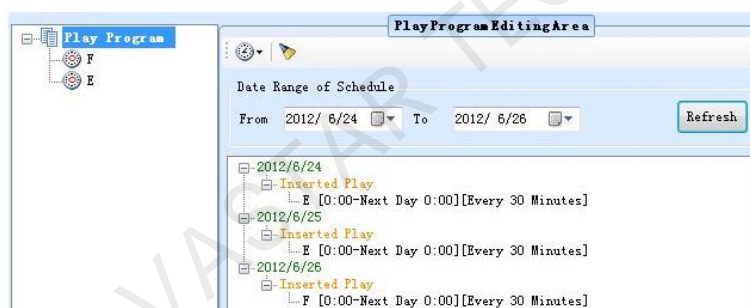 Play Program
F
E
PlayProgramEditingArea
Date Range of Schedule
From 2012/ 6/24 To 2012/ 6/26 Refresh
2012/6/24
Inserted Play
E [0:00-Next Day 0:00][Every 30 Minutes]
2012/6/25
Inserted Play
E [0:00-Next Day 0:00][Every 30 Minutes]
2012/6/26
Inserted Play
F [0:00-Next Day 0:00][Every 30 Minutes]
VASTAR TEC